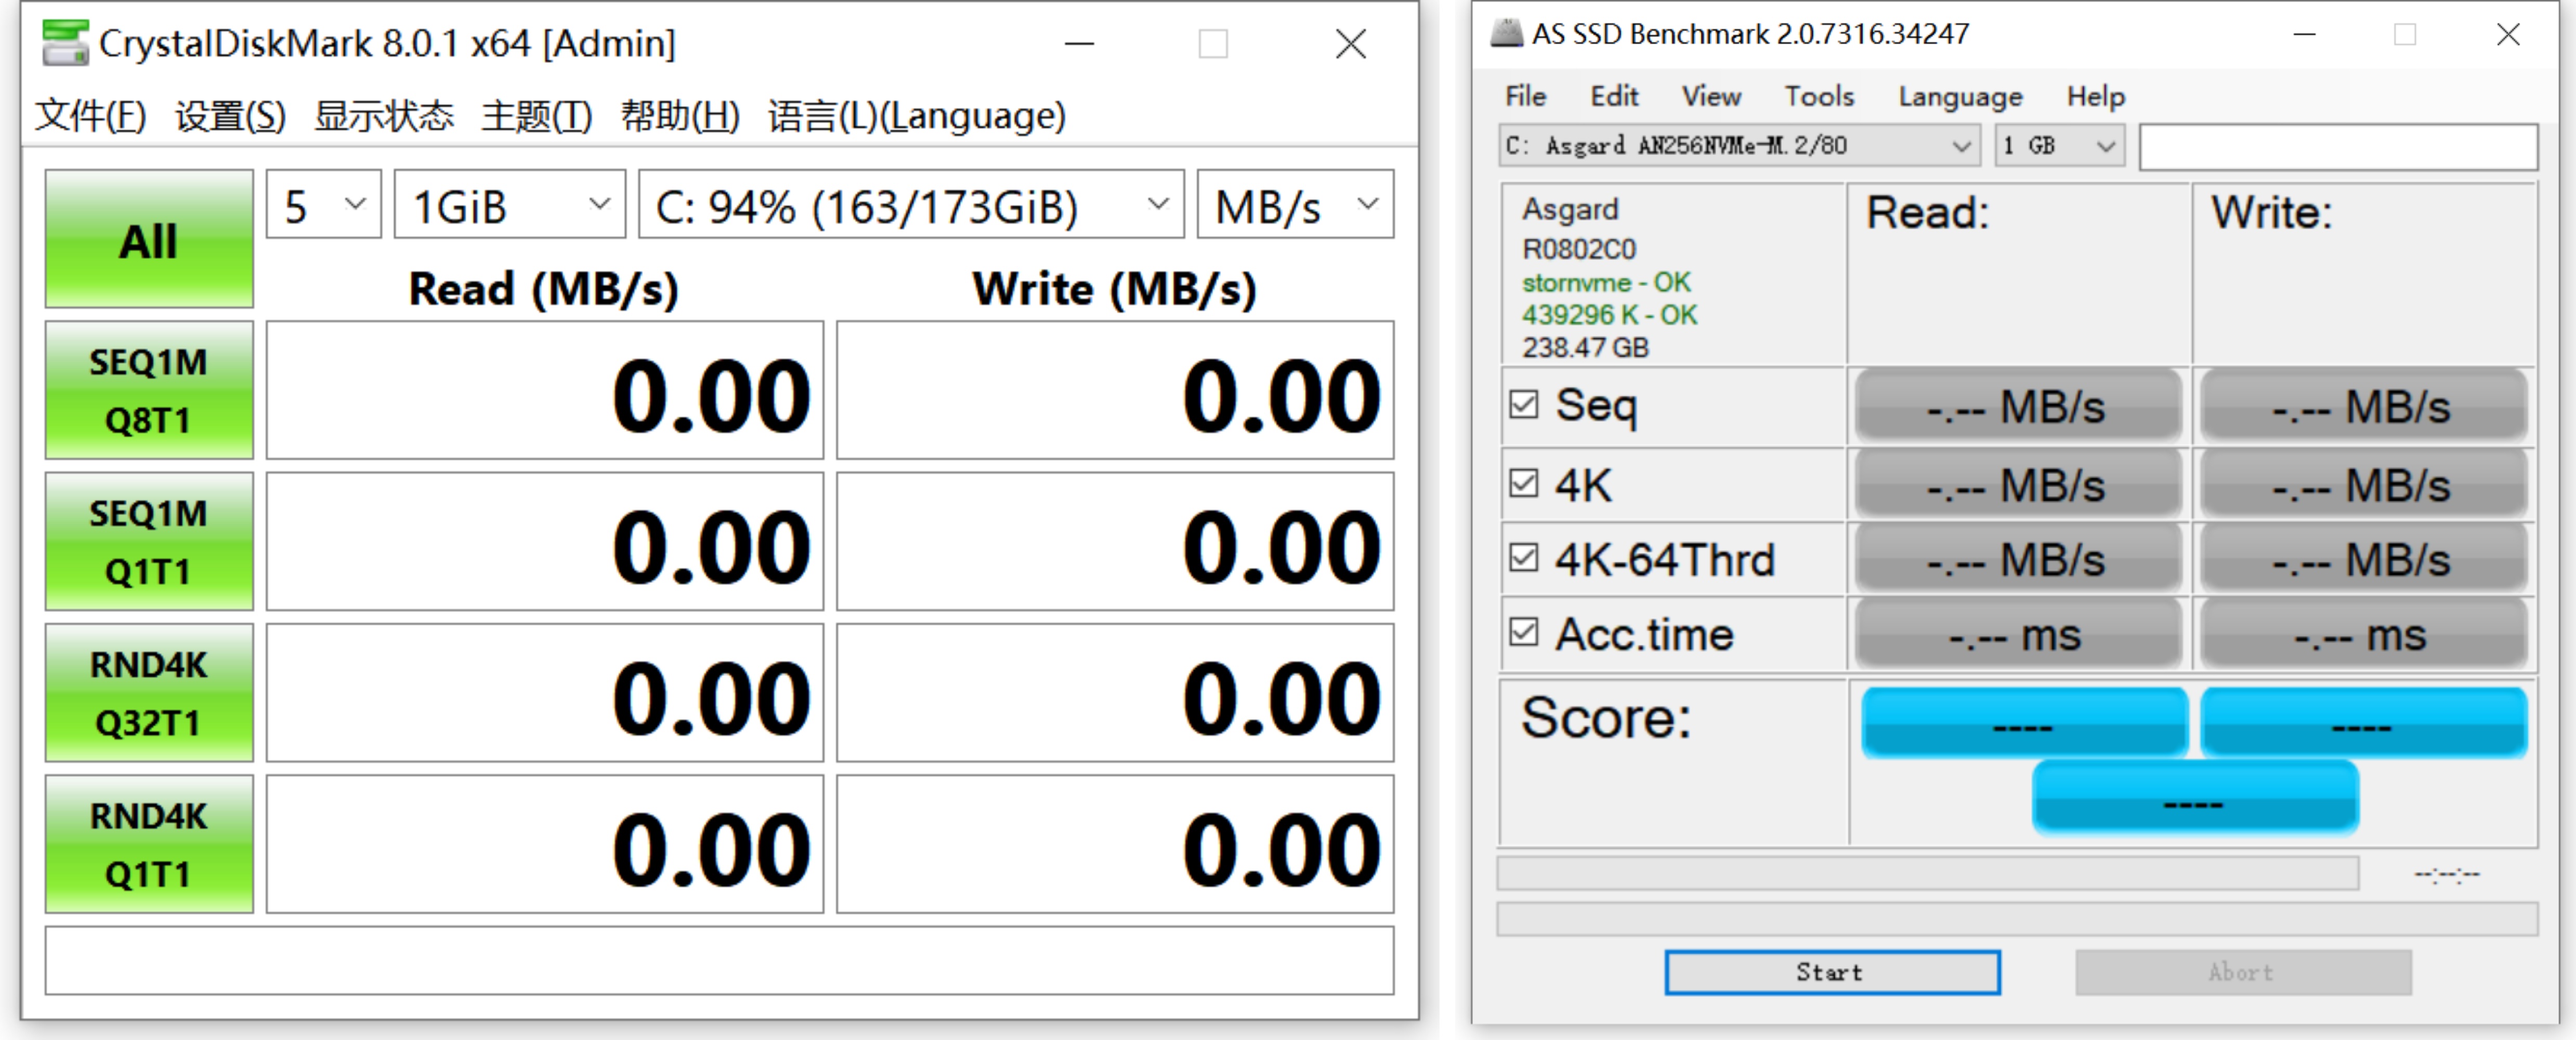 CrystalDiskMark 8.0.1 x64 [Admin]
文件(F) 设置(S) 显示状态 主题(T) 帮助(H) 语言(L)(Language)
All
5 1GiB C: 94% (163/173GiB) MB/s
Read (MB/s) Write (MB/s)
SEQ1M
Q8T1
0.00 0.00
SEQ1M
Q1T1
0.00 0.00
RND4K
Q32T1
0.00 0.00
RND4K
Q1T1
0.00 0.00
AS SSD Benchmark 2.0.7316.34247
File Edit View Tools Language Help
C: Asgard AN256NVMe-M.2/80 1 GB
Asgard
R0802C0
stornvme - OK
439296 K - OK
238.47 GB
Read: Write:
Seq -.-- MB/s -.-- MB/s
4K -.-- MB/s -.-- MB/s
4K-64Thrd -.-- MB/s -.-- MB/s
Acc.time -.-- ms -.-- ms
Score: ---- ----
----
--:--:--
Start Abort